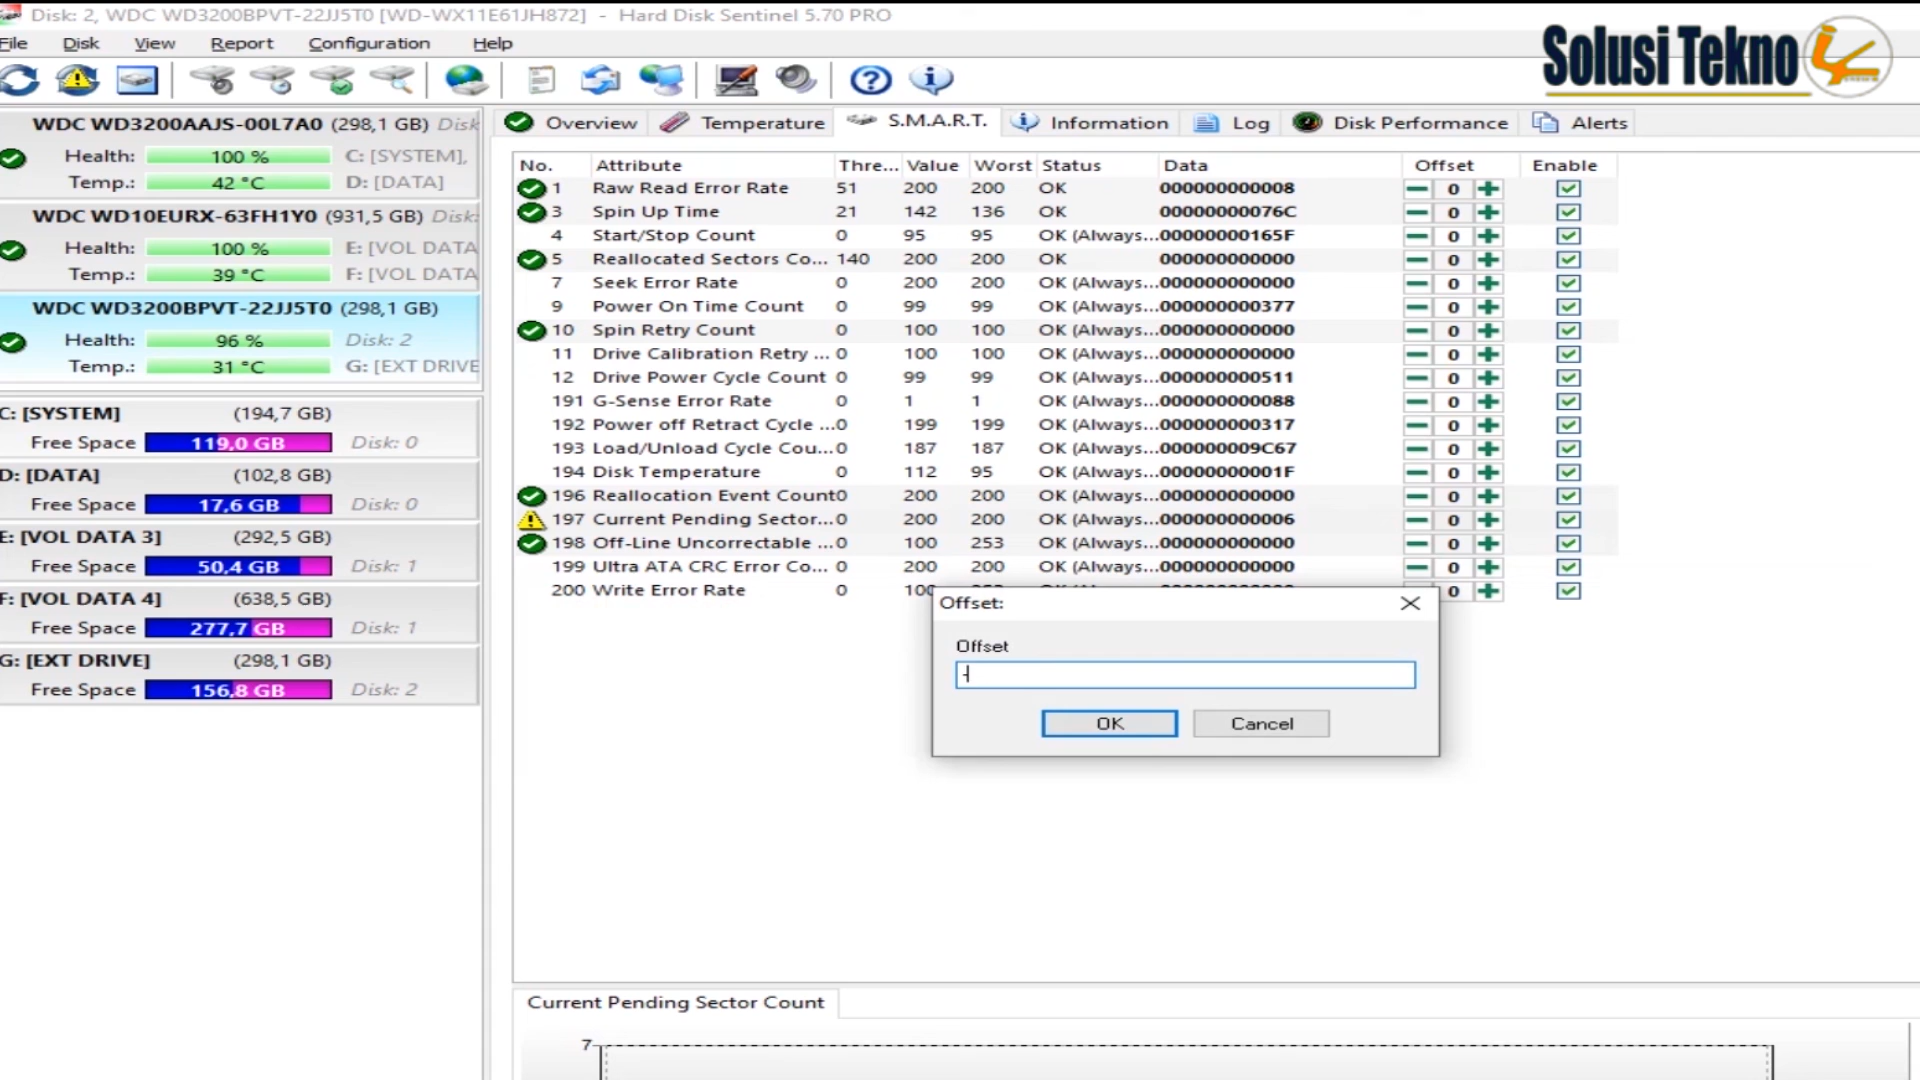 Disk: 2, WDC WD3200BPVT-22JJ5T0 [WD-WX11E61JH872] - Hard Disk Sentinel 5.70 PRO
File Disk View Report Configuration Help
Solusi Tekno
WDC WD3200AAJS-00L7A0 (298,1 GB) Disk
Health: 100 % C: [SYSTEM],
Temp.: 42 °C D: [DATA]
WDC WD10EURX-63FH1Y0 (931,5 GB) Disk:
Health: 100 % E: [VOL DATA
Temp.: 39 °C F: [VOL DATA
WDC WD3200BPVT-22JJ5T0 (298,1 GB)
Health: 96 % Disk: 2
Temp.: 31 °C G: [EXT DRIVE
C: [SYSTEM] (194,7 GB)
Free Space 119,0 GB Disk: 0
D: [DATA] (102,8 GB)
Free Space 17,6 GB Disk: 0
E: [VOL DATA 3] (292,5 GB)
Free Space 50,4 GB Disk: 1
F: [VOL DATA 4] (638,5 GB)
Free Space 277,7 GB Disk: 1
G: [EXT DRIVE] (298,1 GB)
Free Space 156,8 GB Disk: 2
Overview Temperature S.M.A.R.T. Information Log Disk Performance Alerts
No. Attribute Thre... Value Worst Status Data Offset Enable
1 Raw Read Error Rate 51 200 200 OK 000000000008 0
3 Spin Up Time 21 142 136 OK 00000000076C 0
4 Start/Stop Count 0 95 95 OK (Always... 00000000165F 0
5 Reallocated Sectors Co... 140 200 200 OK 000000000000 0
7 Seek Error Rate 0 200 200 OK (Always... 000000000000 0
9 Power On Time Count 0 99 99 OK (Always... 000000000377 0
10 Spin Retry Count 0 100 100 OK (Always... 000000000000 0
11 Drive Calibration Retry ... 0 100 100 OK (Always... 000000000000 0
12 Drive Power Cycle Count 0 99 99 OK (Always... 000000000511 0
191 G-Sense Error Rate 0 1 1 OK (Always... 000000000088 0
192 Power off Retract Cycle ... 0 199 199 OK (Always... 000000000317 0
193 Load/Unload Cycle Cou... 0 187 187 OK (Always... 000000009C67 0
194 Disk Temperature 0 112 95 OK (Always... 00000000001F 0
196 Reallocation Event Count 0 200 200 OK (Always... 000000000000 0
197 Current Pending Sector... 0 200 200 OK (Always... 000000000006 0
198 Off-Line Uncorrectable ... 0 100 253 OK (Always... 000000000000 0
199 Ultra ATA CRC Error Co... 0 200 200 OK (Always... 000000000000 0
200 Write Error Rate 0 100 0
Offset:
Offset
-
OK Cancel
Current Pending Sector Count
7